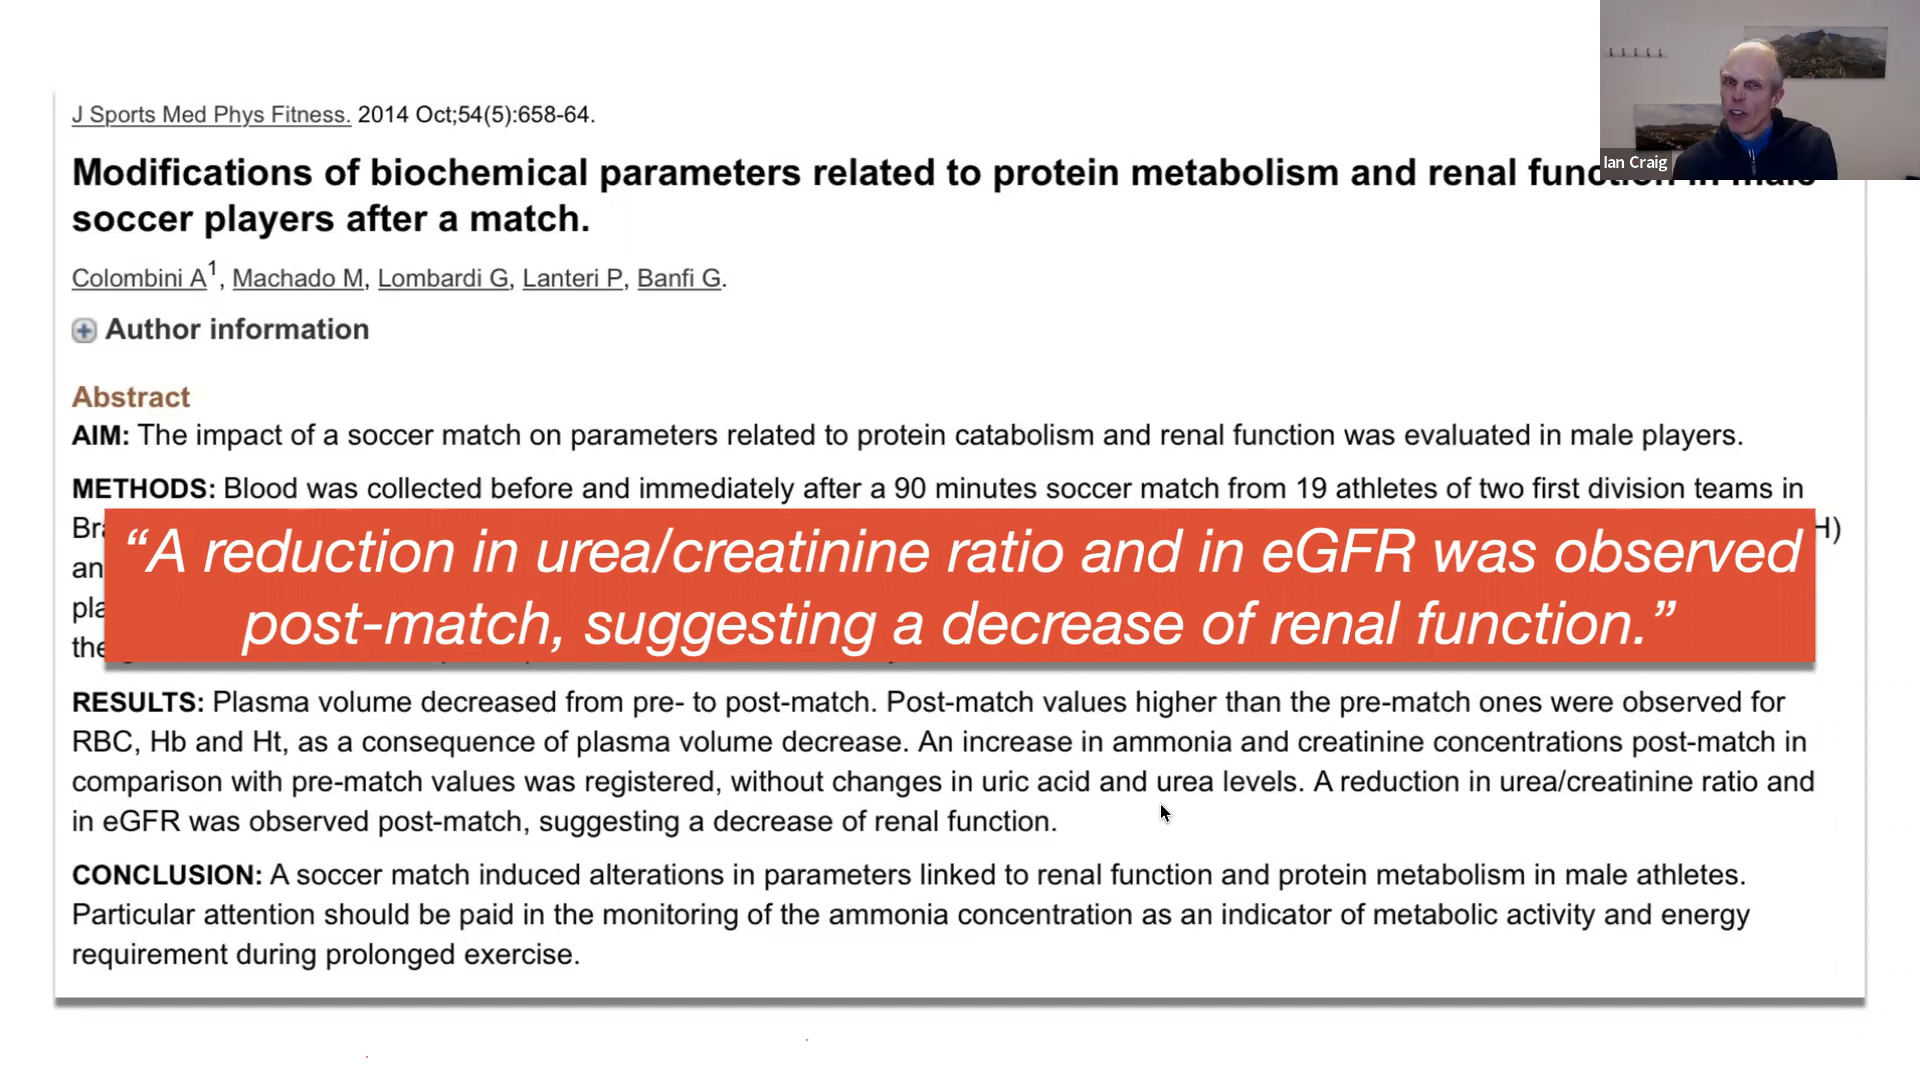 J Sports Med Phys Fitness. 2014 Oct;54(5):658-64.
Ian Craig
Modifications of biochemical parameters related to protein metabolism and renal function in male
soccer players after a match.
Colombini A1, Machado M, Lombardi G, Lanteri P, Banfi G.
Author information
Abstract
AIM: The impact of a soccer match on parameters related to protein catabolism and renal function was evaluated in male players.
METHODS: Blood was collected before and immediately after a 90 minutes soccer match from 19 athletes of two first division teams in
“A reduction in urea/creatinine ratio and in eGFR was observed
post-match, suggesting a decrease of renal function.”
RESULTS: Plasma volume decreased from pre- to post-match. Post-match values higher than the pre-match ones were observed for
RBC, Hb and Ht, as a consequence of plasma volume decrease. An increase in ammonia and creatinine concentrations post-match in
comparison with pre-match values was registered, without changes in uric acid and urea levels. A reduction in urea/creatinine ratio and
in eGFR was observed post-match, suggesting a decrease of renal function.
CONCLUSION: A soccer match induced alterations in parameters linked to renal function and protein metabolism in male athletes.
Particular attention should be paid in the monitoring of the ammonia concentration as an indicator of metabolic activity and energy
requirement during prolonged exercise.